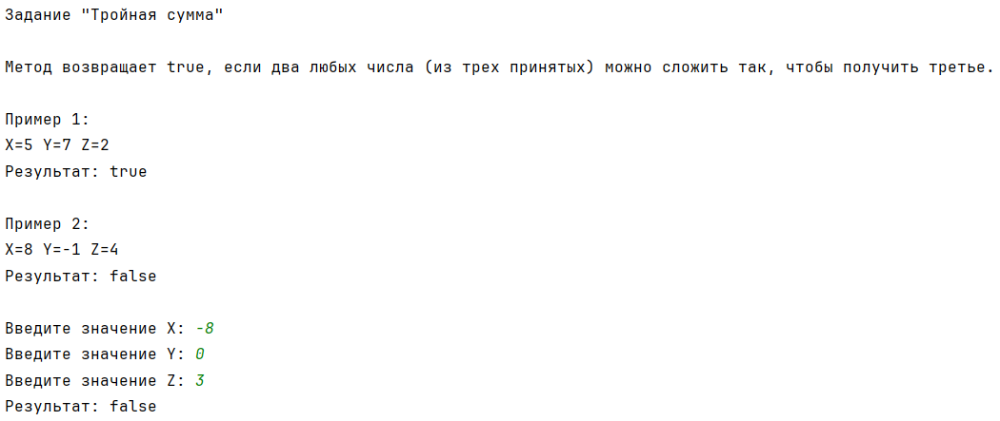 Задание "Тройная сумма"
Метод возвращает true, если два любых числа (из трех принятых) можно сложить так, чтобы получить третье.
Пример 1:
X=5 Y=7 Z=2
Результат: true
Пример 2:
X=8 Y=-1 Z=4
Результат: false
Введите значение X: -8
Введите значение Y: 0
Введите значение Z: 3
Результат: false